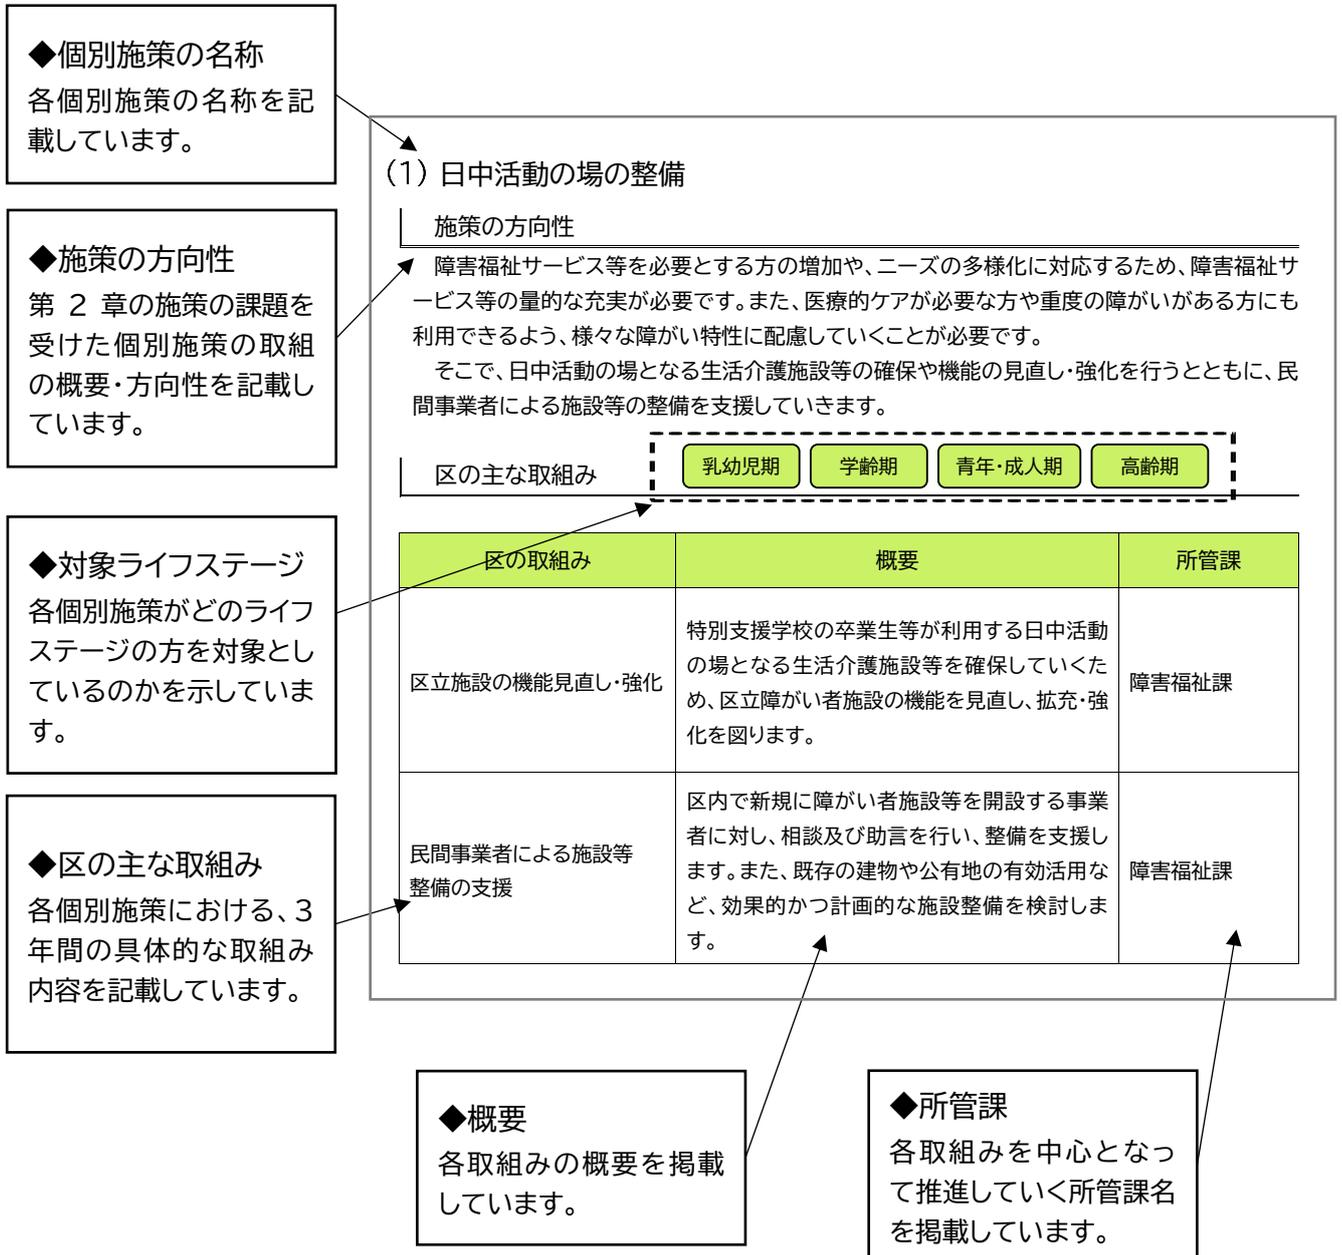 ◆個別施策の名称
各個別施策の名称を記
載しています。
◆施策の方向性
第 2 章の施策の課題を
受けた個別施策の取組
の概要・方向性を記載し
ています。
◆対象ライフステージ
各個別施策がどのライフ
ステージの方を対象とし
ているのかを示していま
す。
◆区の主な取組み
各個別施策における、3
年間の具体的な取組み
内容を記載しています。
(1) 日中活動の場の整備
施策の方向性
障害福祉サービス等を必要とする方の増加や、ニーズの多様化に対応するため、障害福祉サ
ービス等の量的な充実が必要です。また、医療的ケアが必要な方や重度の障がいがある方にも
利用できるよう、様々な障がい特性に配慮していくことが必要です。
そこで、日中活動の場となる生活介護施設等の確保や機能の見直し・強化を行うとともに、民
間事業者による施設等の整備を支援していきます。
区の主な取組み
乳幼児期
学齢期
青年・成人期
高齢期
区の取組み
概要
所管課
区立施設の機能見直し・強化
特別支援学校の卒業生等が利用する日中活動
の場となる生活介護施設等を確保していくた
め、区立障がい者施設の機能を見直し、拡充・強
化を図ります。
障害福祉課
民間事業者による施設等
整備の支援
区内で新規に障がい者施設等を開設する事業
者に対し、相談及び助言を行い、整備を支援し
ます。また、既存の建物や公有地の有効活用な
ど、効果的かつ計画的な施設整備を検討しま
す。
障害福祉課
◆概要
各取組みの概要を掲載
しています。
◆所管課
各取組みを中心となっ
て推進していく所管課名
を掲載しています。